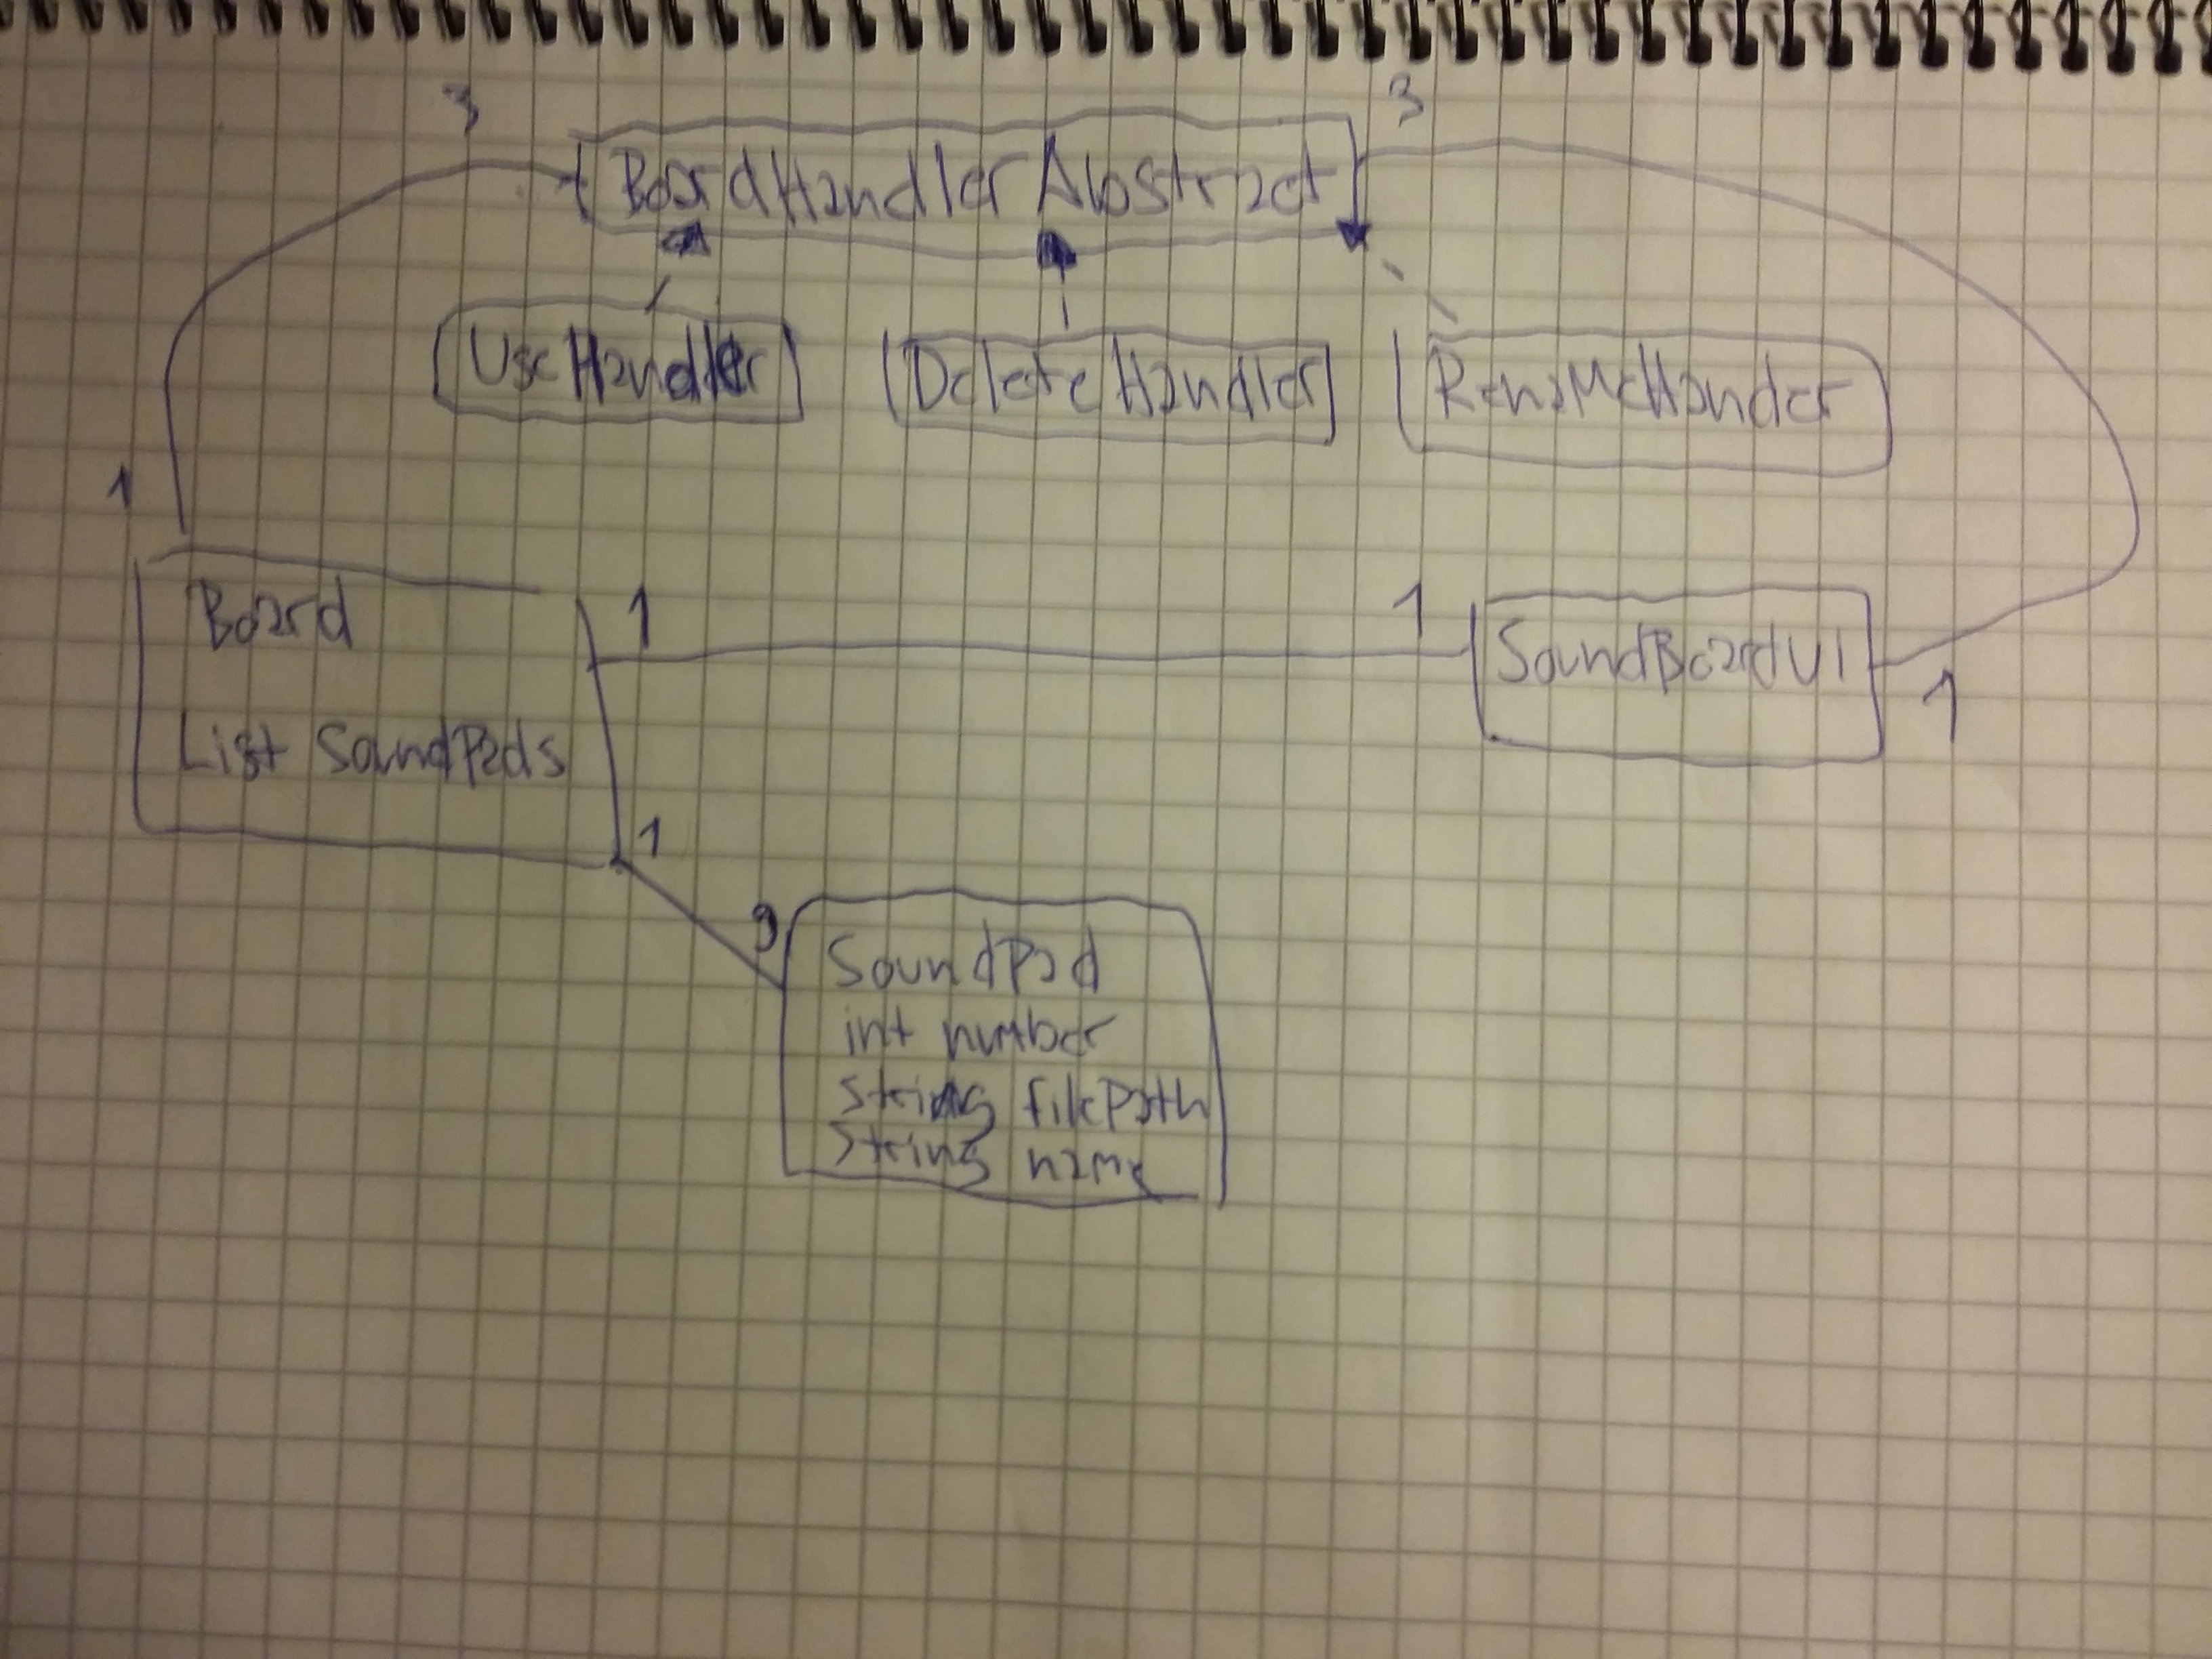 3
3
BoardHandlerAbstract
UseHandler
DeleteHandler
RenameHander
1
Board
1
1
SoundBoardUI
1
List SoundPads
1
9
SoundPad
int number
String filePath
String name